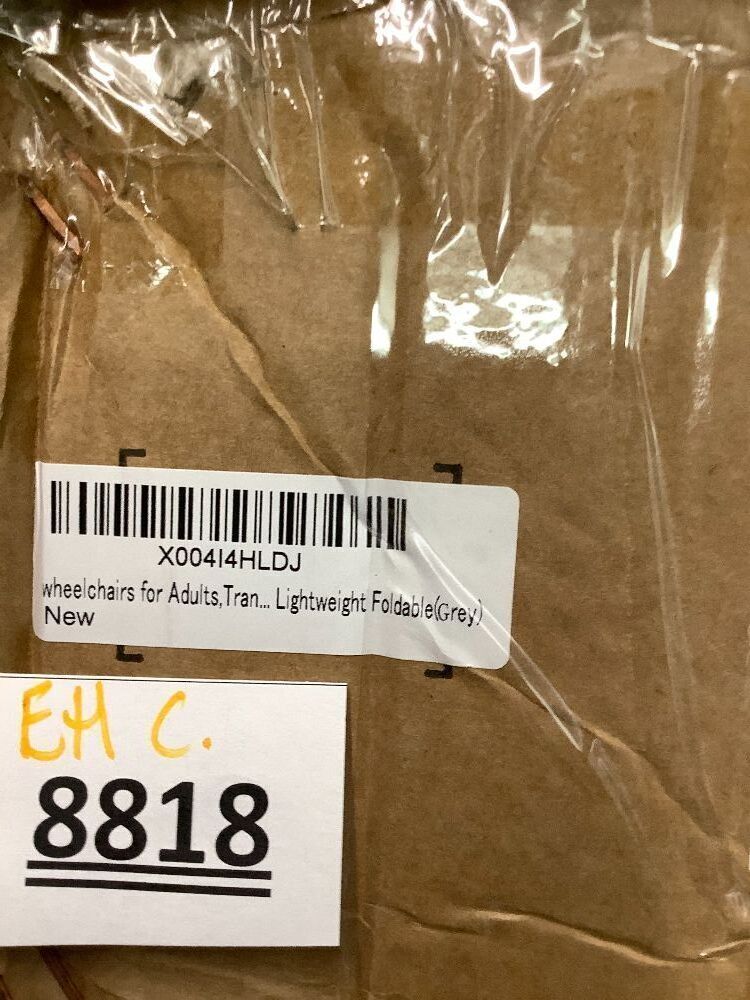 X004I4HLDJ
wheelchairs for Adults,Tran... Lightweight Foldable(Grey)
New
EH C.
8818